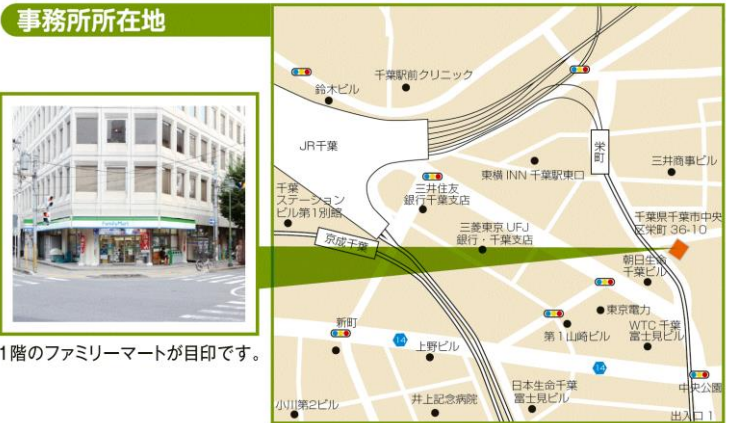 事務所所在地
FamilyMart
1階のファミリーマートが目印です。
千葉駅前クリニック
鈴木ビル
JR千葉
栄町
東横 INN 千葉駅東口
三井商事ビル
三井住友
銀行千葉支店
千葉
ステーション
ビル第1別館
千葉県千葉市中央
区栄町 36-10
三菱東京 UFJ
銀行・千葉支店
京成千葉
朝日生命
千葉ビル
東京電力
新町
14
上野ビル
第1山崎ビル
WTC 千葉
富士見ビル
14
小川第2ビル
井上記念病院
日本生命千葉
富士見ビル
中央公園
出入口 1